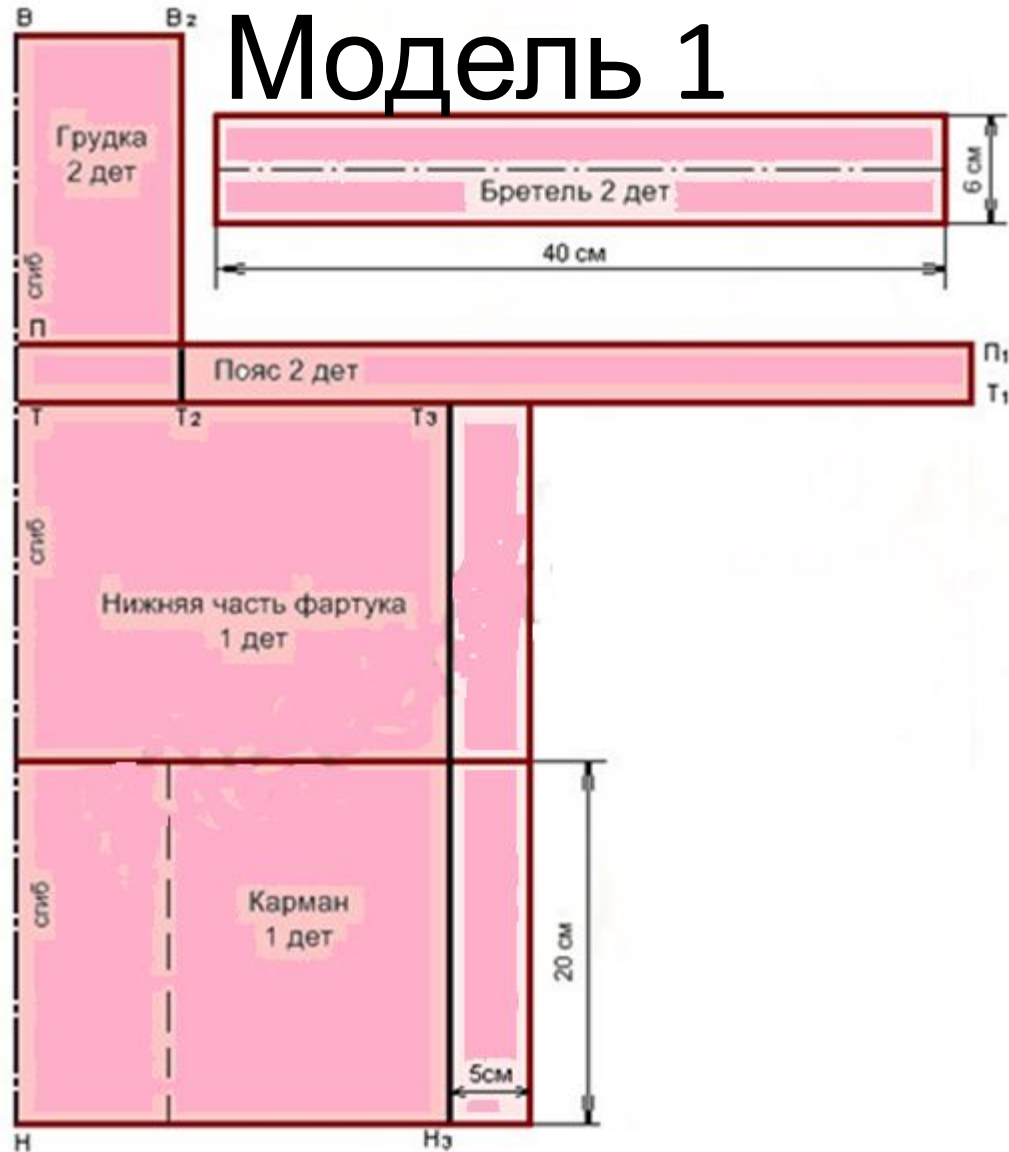 В
В2
Модель 1
Грудка
2 дет
Бретель 2 дет
6 см
40 см
сгиб
П
Пояс 2 дет
П1
Т1
Т
Т2
Т3
сгиб
Нижняя часть фартука
1 дет
сгиб
Карман
1 дет
20 см
5см
Н
Н3